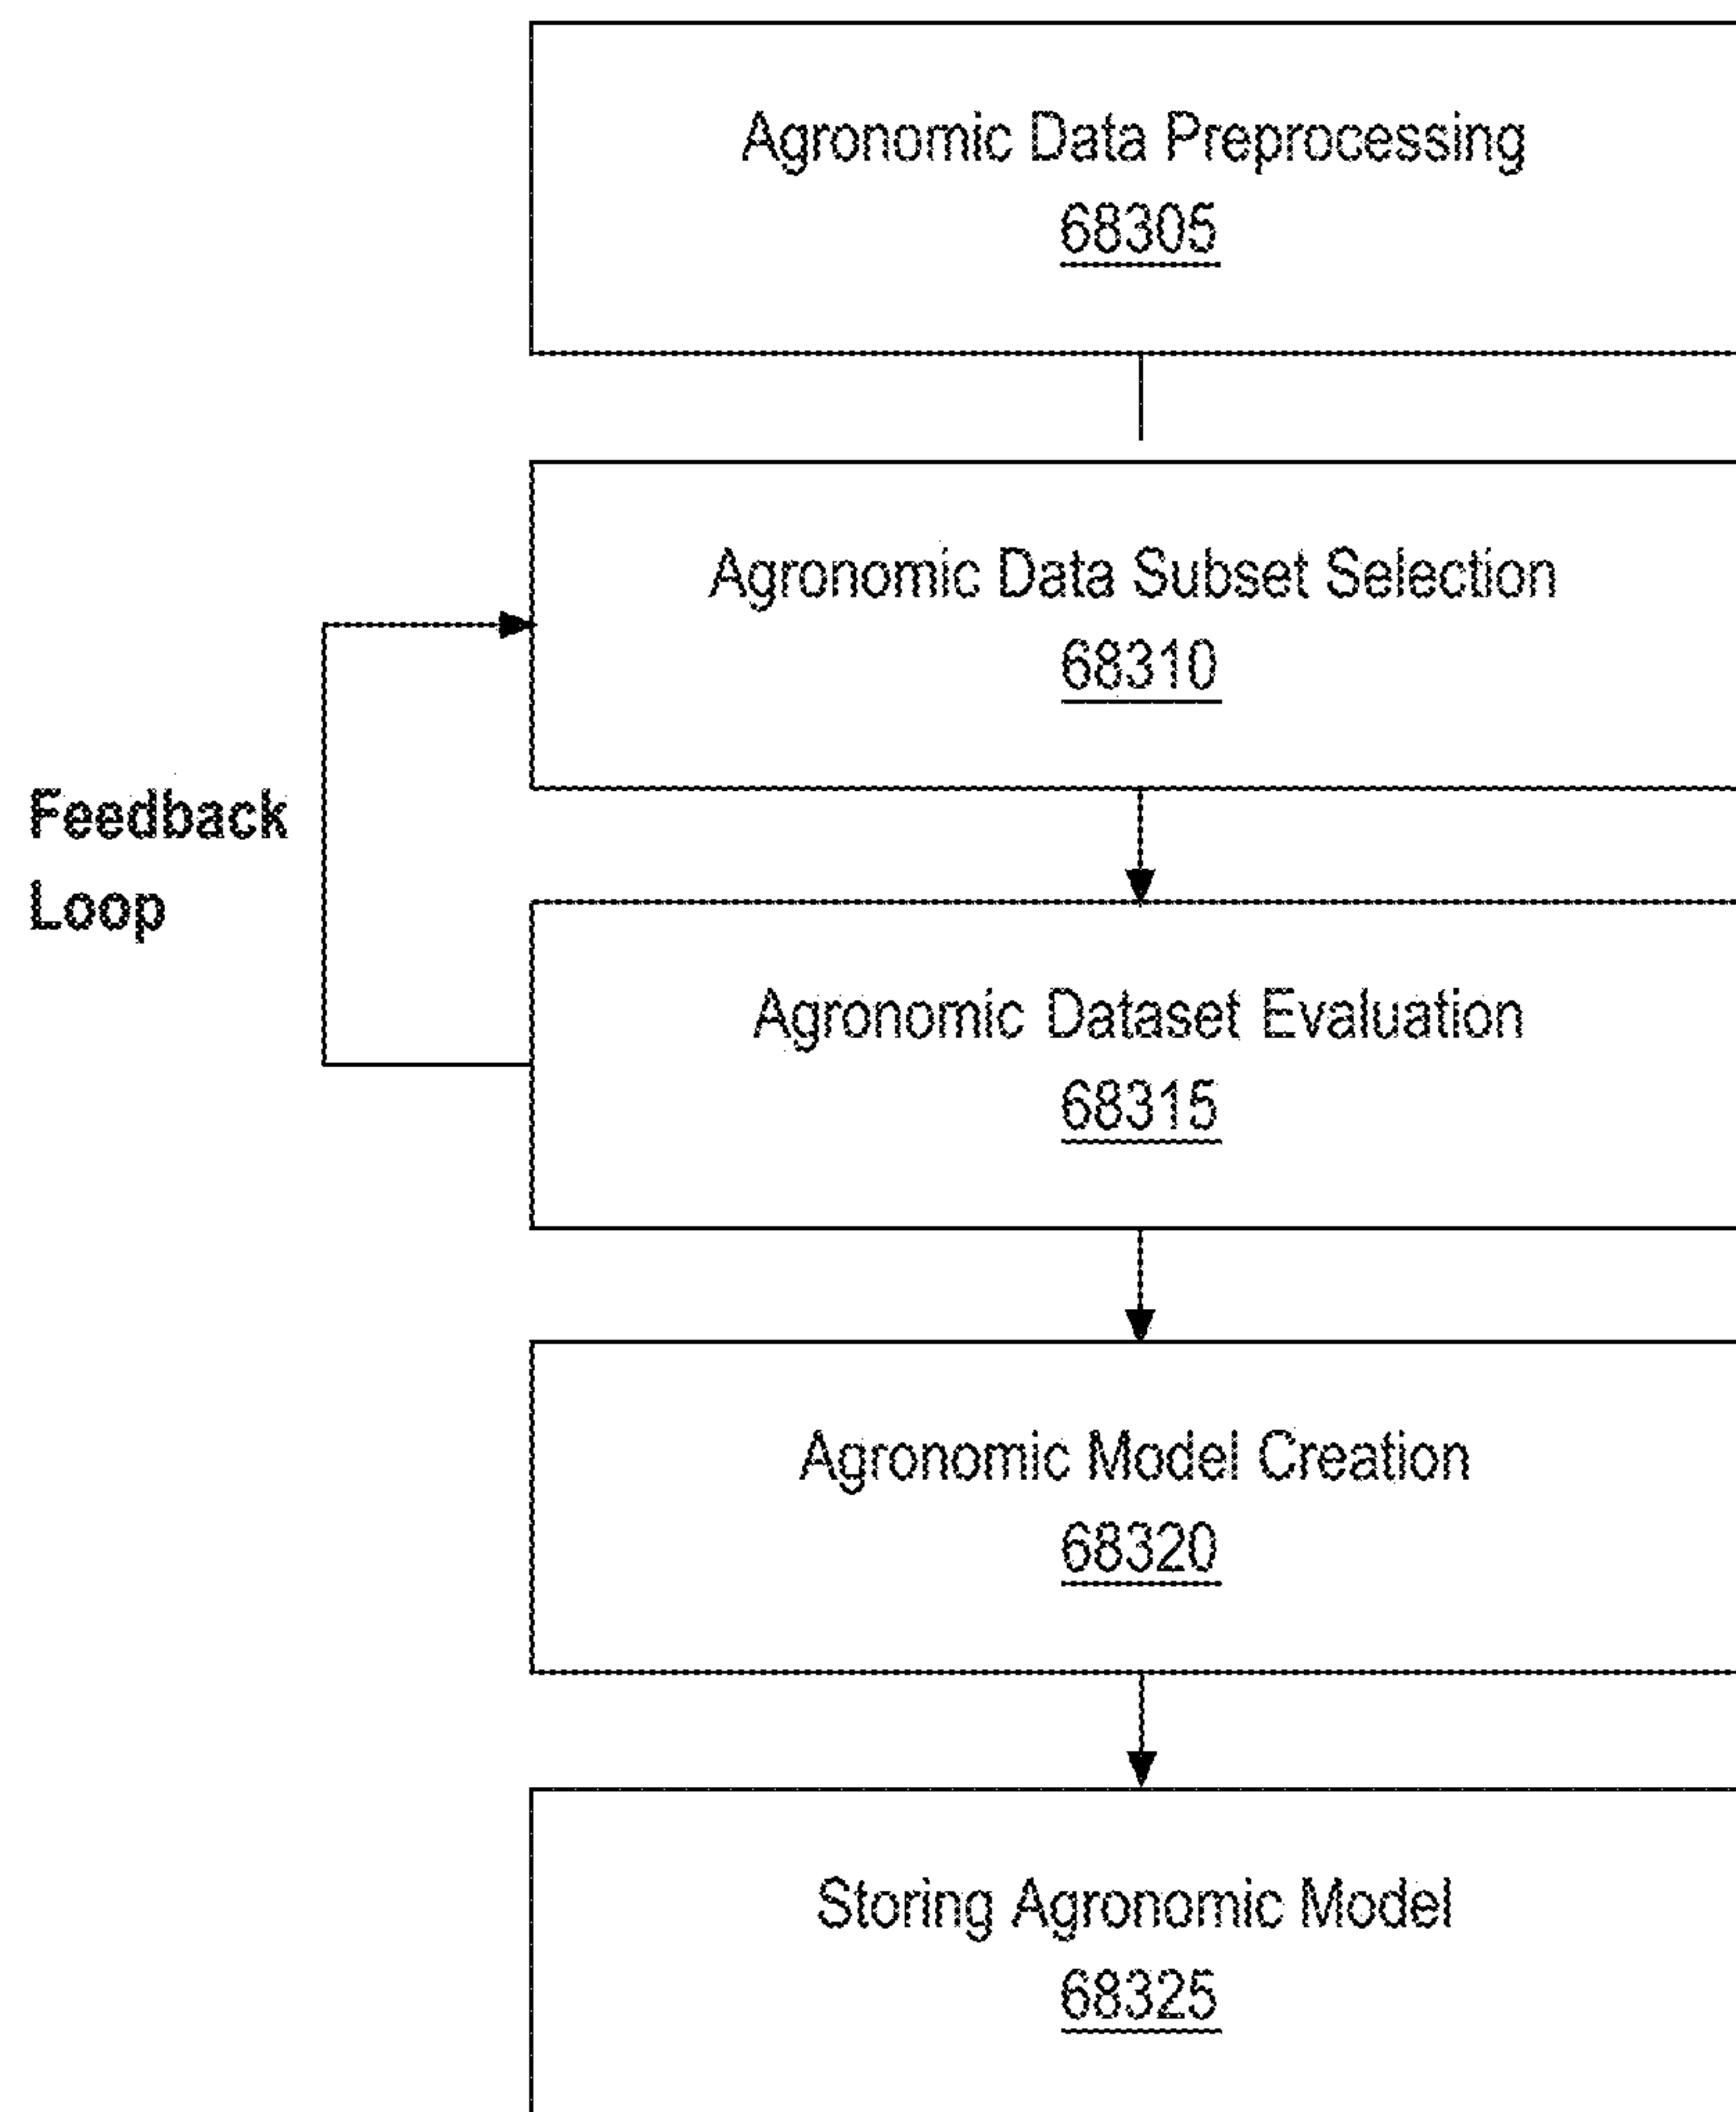 Agronomic Data Preprocessing
68305
Agronomic Data Subset Selection
68310
Feedback
Loop
Agronomic Dataset Evaluation
68315
Agronomic Model Creation
68320
Storing Agronomic Model
68325